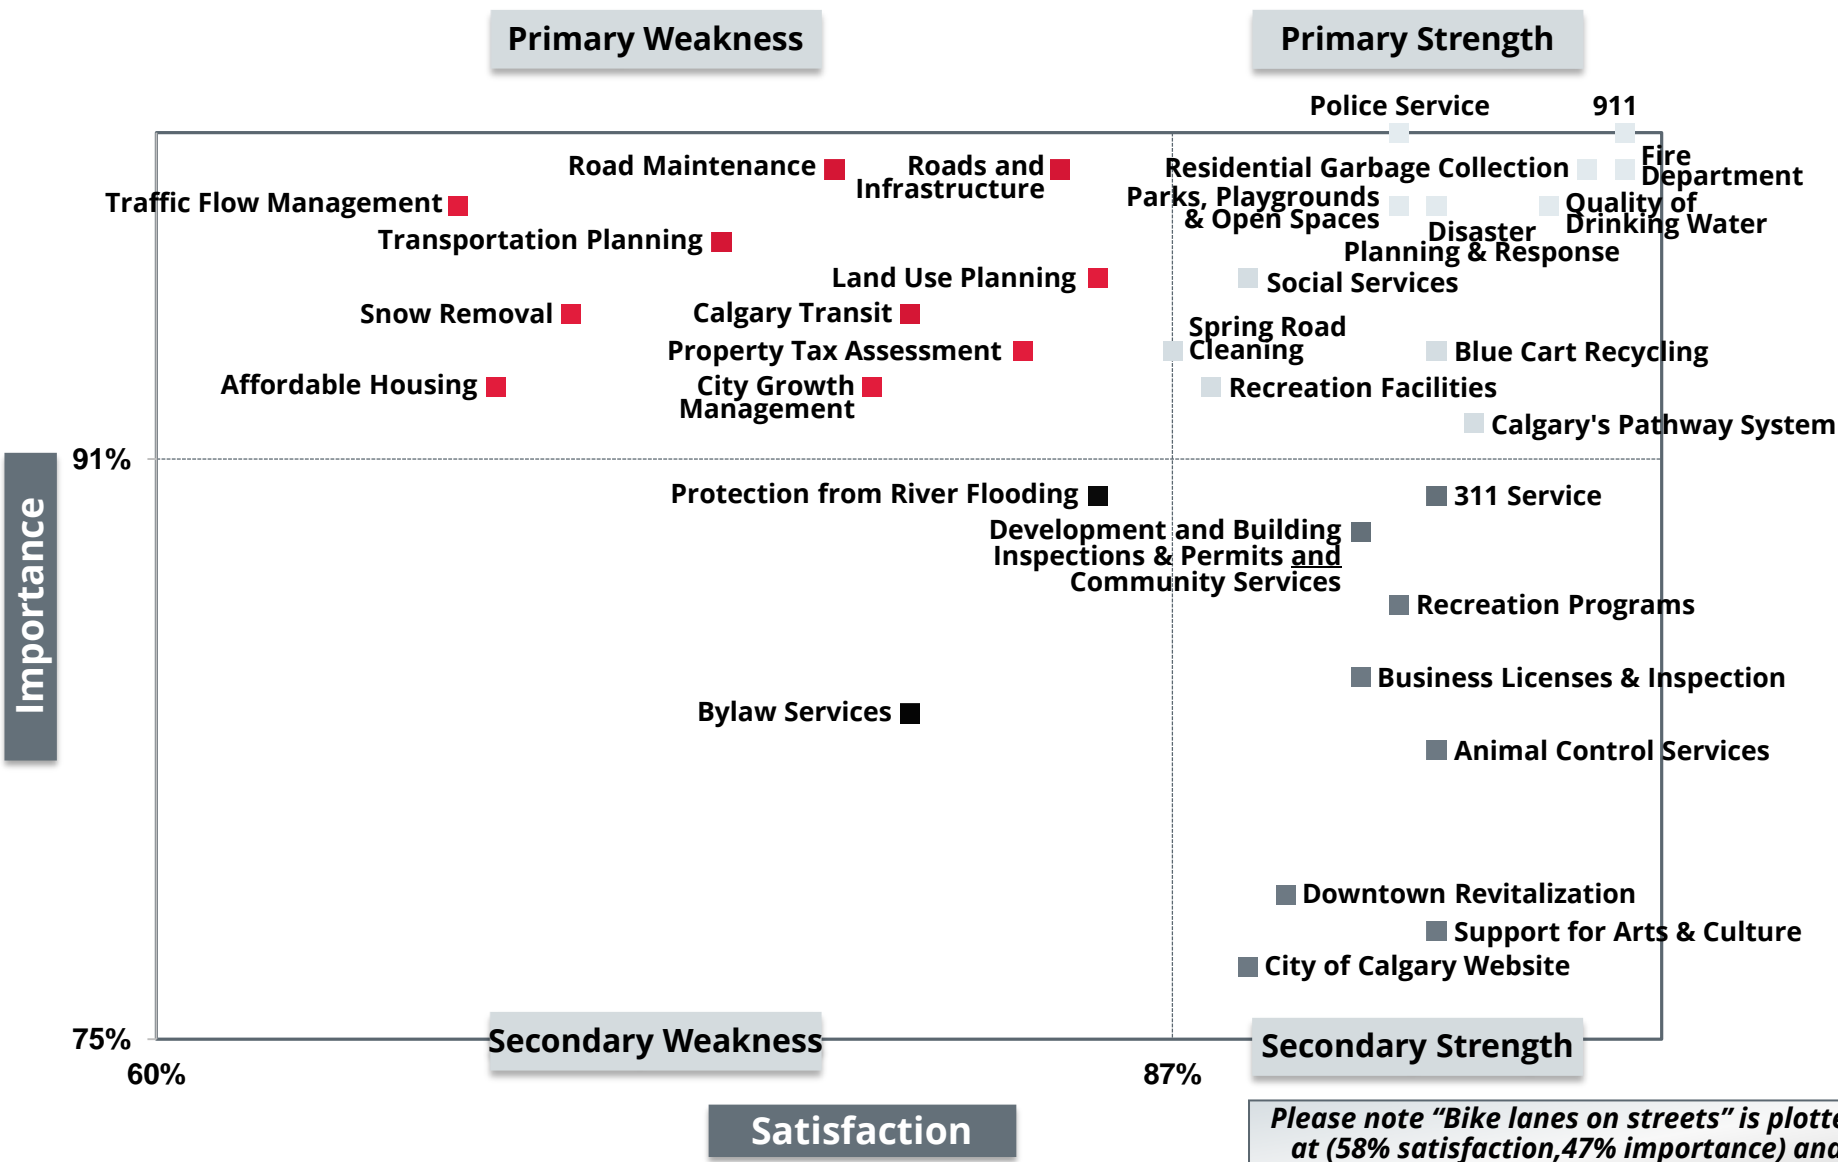 Primary Weakness
Primary Strength
Police Service
911
Road Maintenance
Roads and
Infrastructure
Residential Garbage Collection
Fire
Department
Traffic Flow Management
Parks, Playgrounds
& Open Spaces
Quality of
Drinking Water
Disaster
Planning & Response
Transportation Planning
Land Use Planning
Social Services
Snow Removal
Calgary Transit
Spring Road
Cleaning
Property Tax Assessment
Blue Cart Recycling
Affordable Housing
City Growth
Management
Recreation Facilities
Calgary's Pathway System
91%
Importance
Protection from River Flooding
311 Service
Development and Building
Inspections & Permits and
Community Services
Recreation Programs
Business Licenses & Inspection
Bylaw Services
Animal Control Services
Downtown Revitalization
Support for Arts & Culture
City of Calgary Website
75%
Secondary Weakness
Secondary Strength
60%
87%
Satisfaction
Please note “Bike lanes on streets” is plotte
at (58% satisfaction,47% importance) and